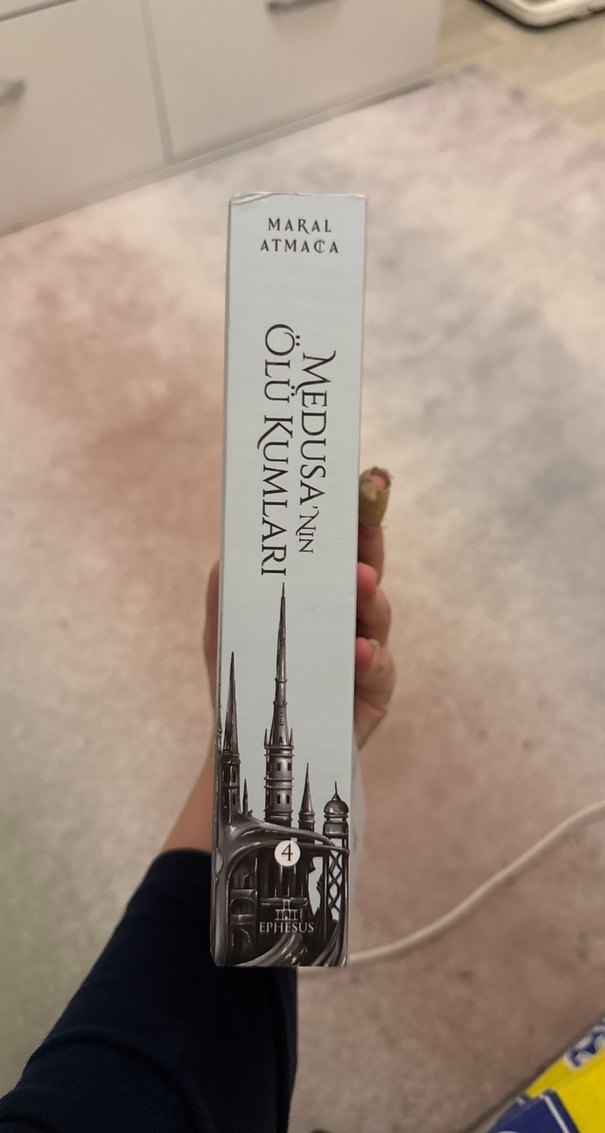 MARAL
ATMACA
MEDUSA'NIN
ÖLÜ KUMLARI
4
EPHESUS